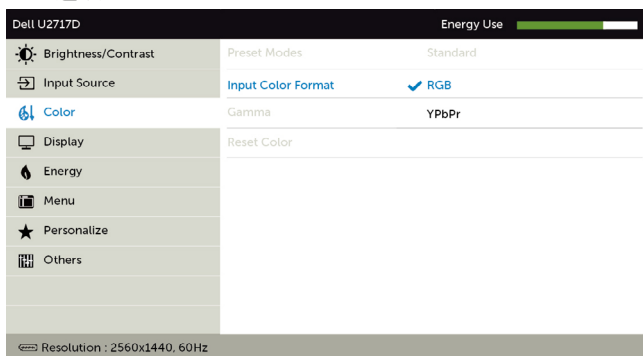 Dell U2717D Energy Use
Brightness/Contrast Preset Modes Standard
Input Source Input Color Format RGB
Color Gamma YPbPr
Display Reset Color
Energy
Menu
Personalize
Others
Resolution : 2560x1440, 60Hz